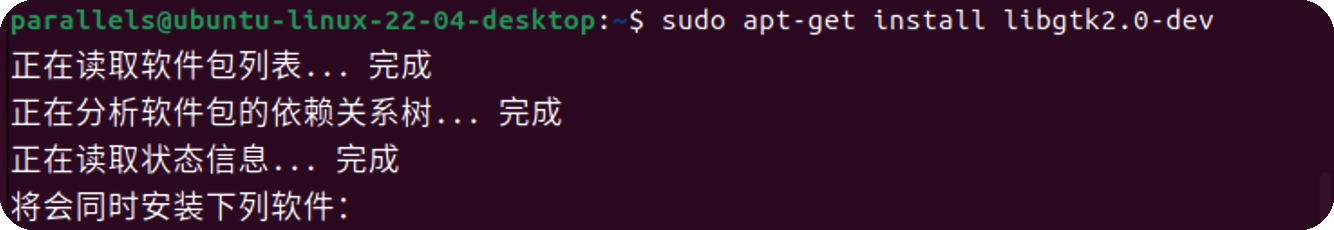 parallels@ubuntu-linux-22-04-desktop:~$ sudo apt-get install libgtk2.0-dev
正在读取软件包列表... 完成
正在分析软件包的依赖关系树... 完成
正在读取状态信息... 完成
将会同时安装下列软件：